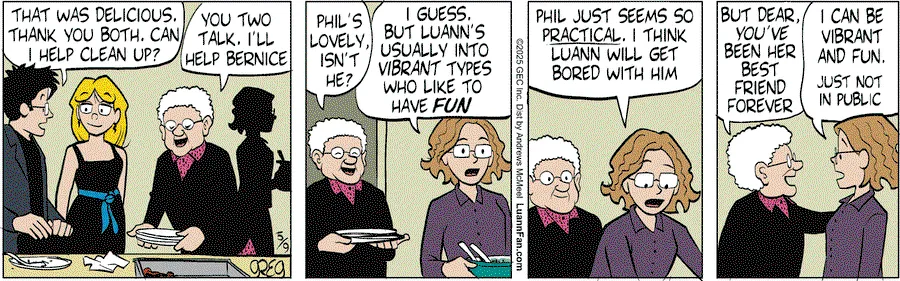 THAT WAS DELICIOUS.
THANK YOU BOTH. CAN
I HELP CLEAN UP?
YOU TWO
TALK. I'LL
HELP BERNICE
5/9
GREG
PHIL'S
LOVELY,
ISN'T
HE?
I GUESS.
BUT LUANN'S
USUALLY INTO
VIBRANT TYPES
WHO LIKE TO
HAVE FUN
©2025 GEC Inc. Dist by Andrews McMeel LuannFan.com
PHIL JUST SEEMS SO
PRACTICAL. I THINK
LUANN WILL GET
BORED WITH HIM
BUT DEAR,
YOU'VE
BEEN HER
BEST
FRIEND
FOREVER
I CAN BE
VIBRANT
AND FUN.
JUST NOT
IN PUBLIC